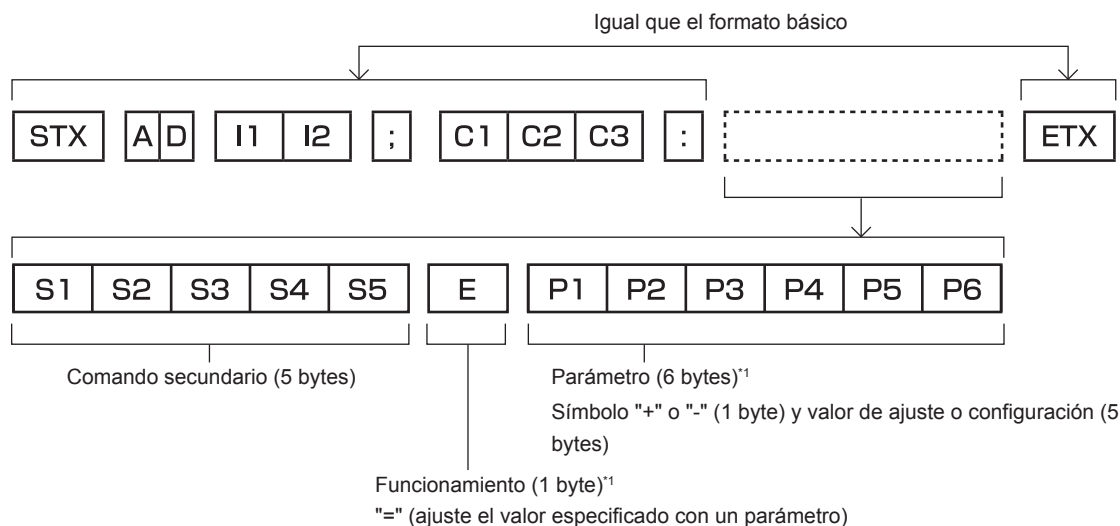 Igual que el formato básico
STX A D I1 I2 ; C1 C2 C3 : ETX
S1 S2 S3 S4 S5 E P1 P2 P3 P4 P5 P6
Comando secundario (5 bytes)
Parámetro (6 bytes)*1
Símbolo "+" o "-" (1 byte) y valor de ajuste o configuración (5
bytes)
Funcionamiento (1 byte)*1
"=" (ajuste el valor especificado con un parámetro)